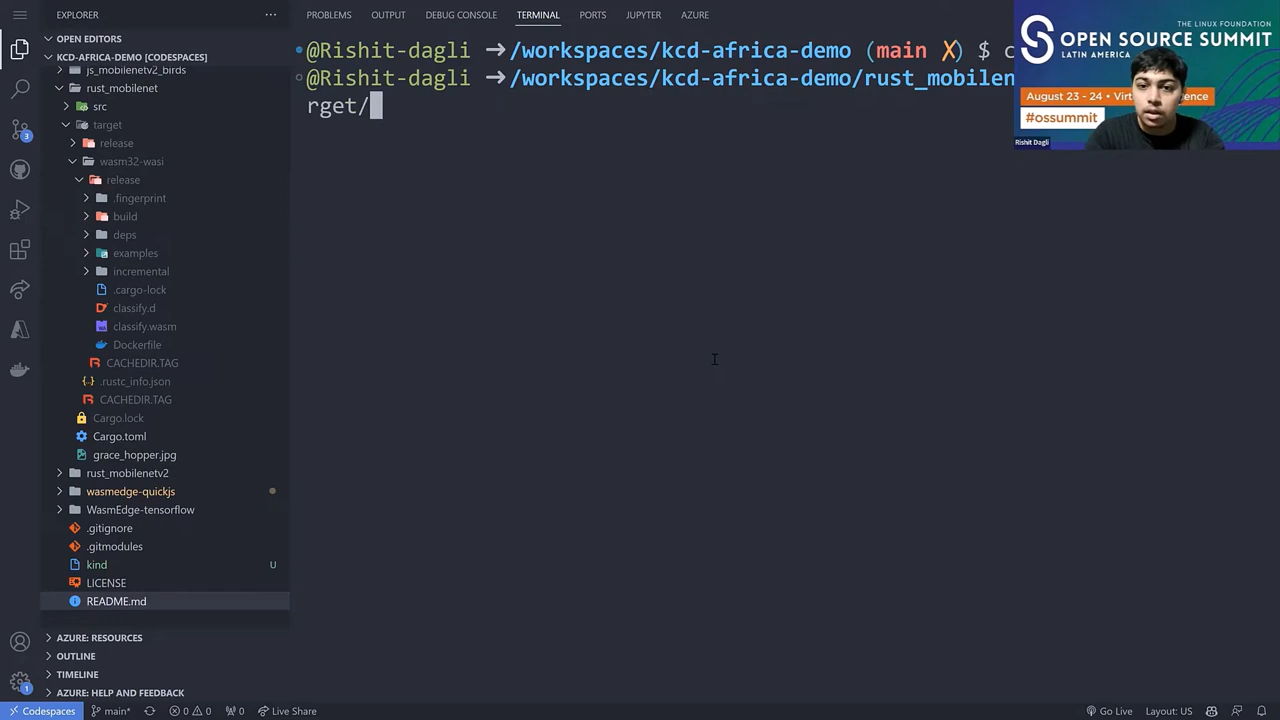 EXPLORER
OPEN EDITORS
KCD-AFRICA-DEMO [CODESPACES]
js_mobilenetv2_birds
rust_mobilenet
src
target
release
wasm32-wasi
release
.fingerprint
build
deps
examples
incremental
.cargo-lock
classify.d
classify.wasm
Dockerfile
CACHEDIR.TAG
.rustc_info.json
CACHEDIR.TAG
Cargo.lock
Cargo.toml
grace_hopper.jpg
rust_mobilenetv2
wasmedge-quickjs
WasmEdge-tensorflow
.gitignore
.gitmodules
kind U
LICENSE
README.md
AZURE: RESOURCES
OUTLINE
TIMELINE
AZURE: HELP AND FEEDBACK
PROBLEMS OUTPUT DEBUG CONSOLE TERMINAL PORTS JUPYTER AZURE
@Rishit-dagli ➜/workspaces/kcd-africa-demo (main ✗) $ c
@Rishit-dagli ➜/workspaces/kcd-africa-demo/rust_mobilen
rget/
THE LINUX FOUNDATION
OPEN SOURCE SUMMIT
LATIN AMERICA
August 23 - 24 • Virt
#ossummit
Rishit Dagli
3
1
Codespaces main* 0 0 0 Live Share Go Live Layout: US